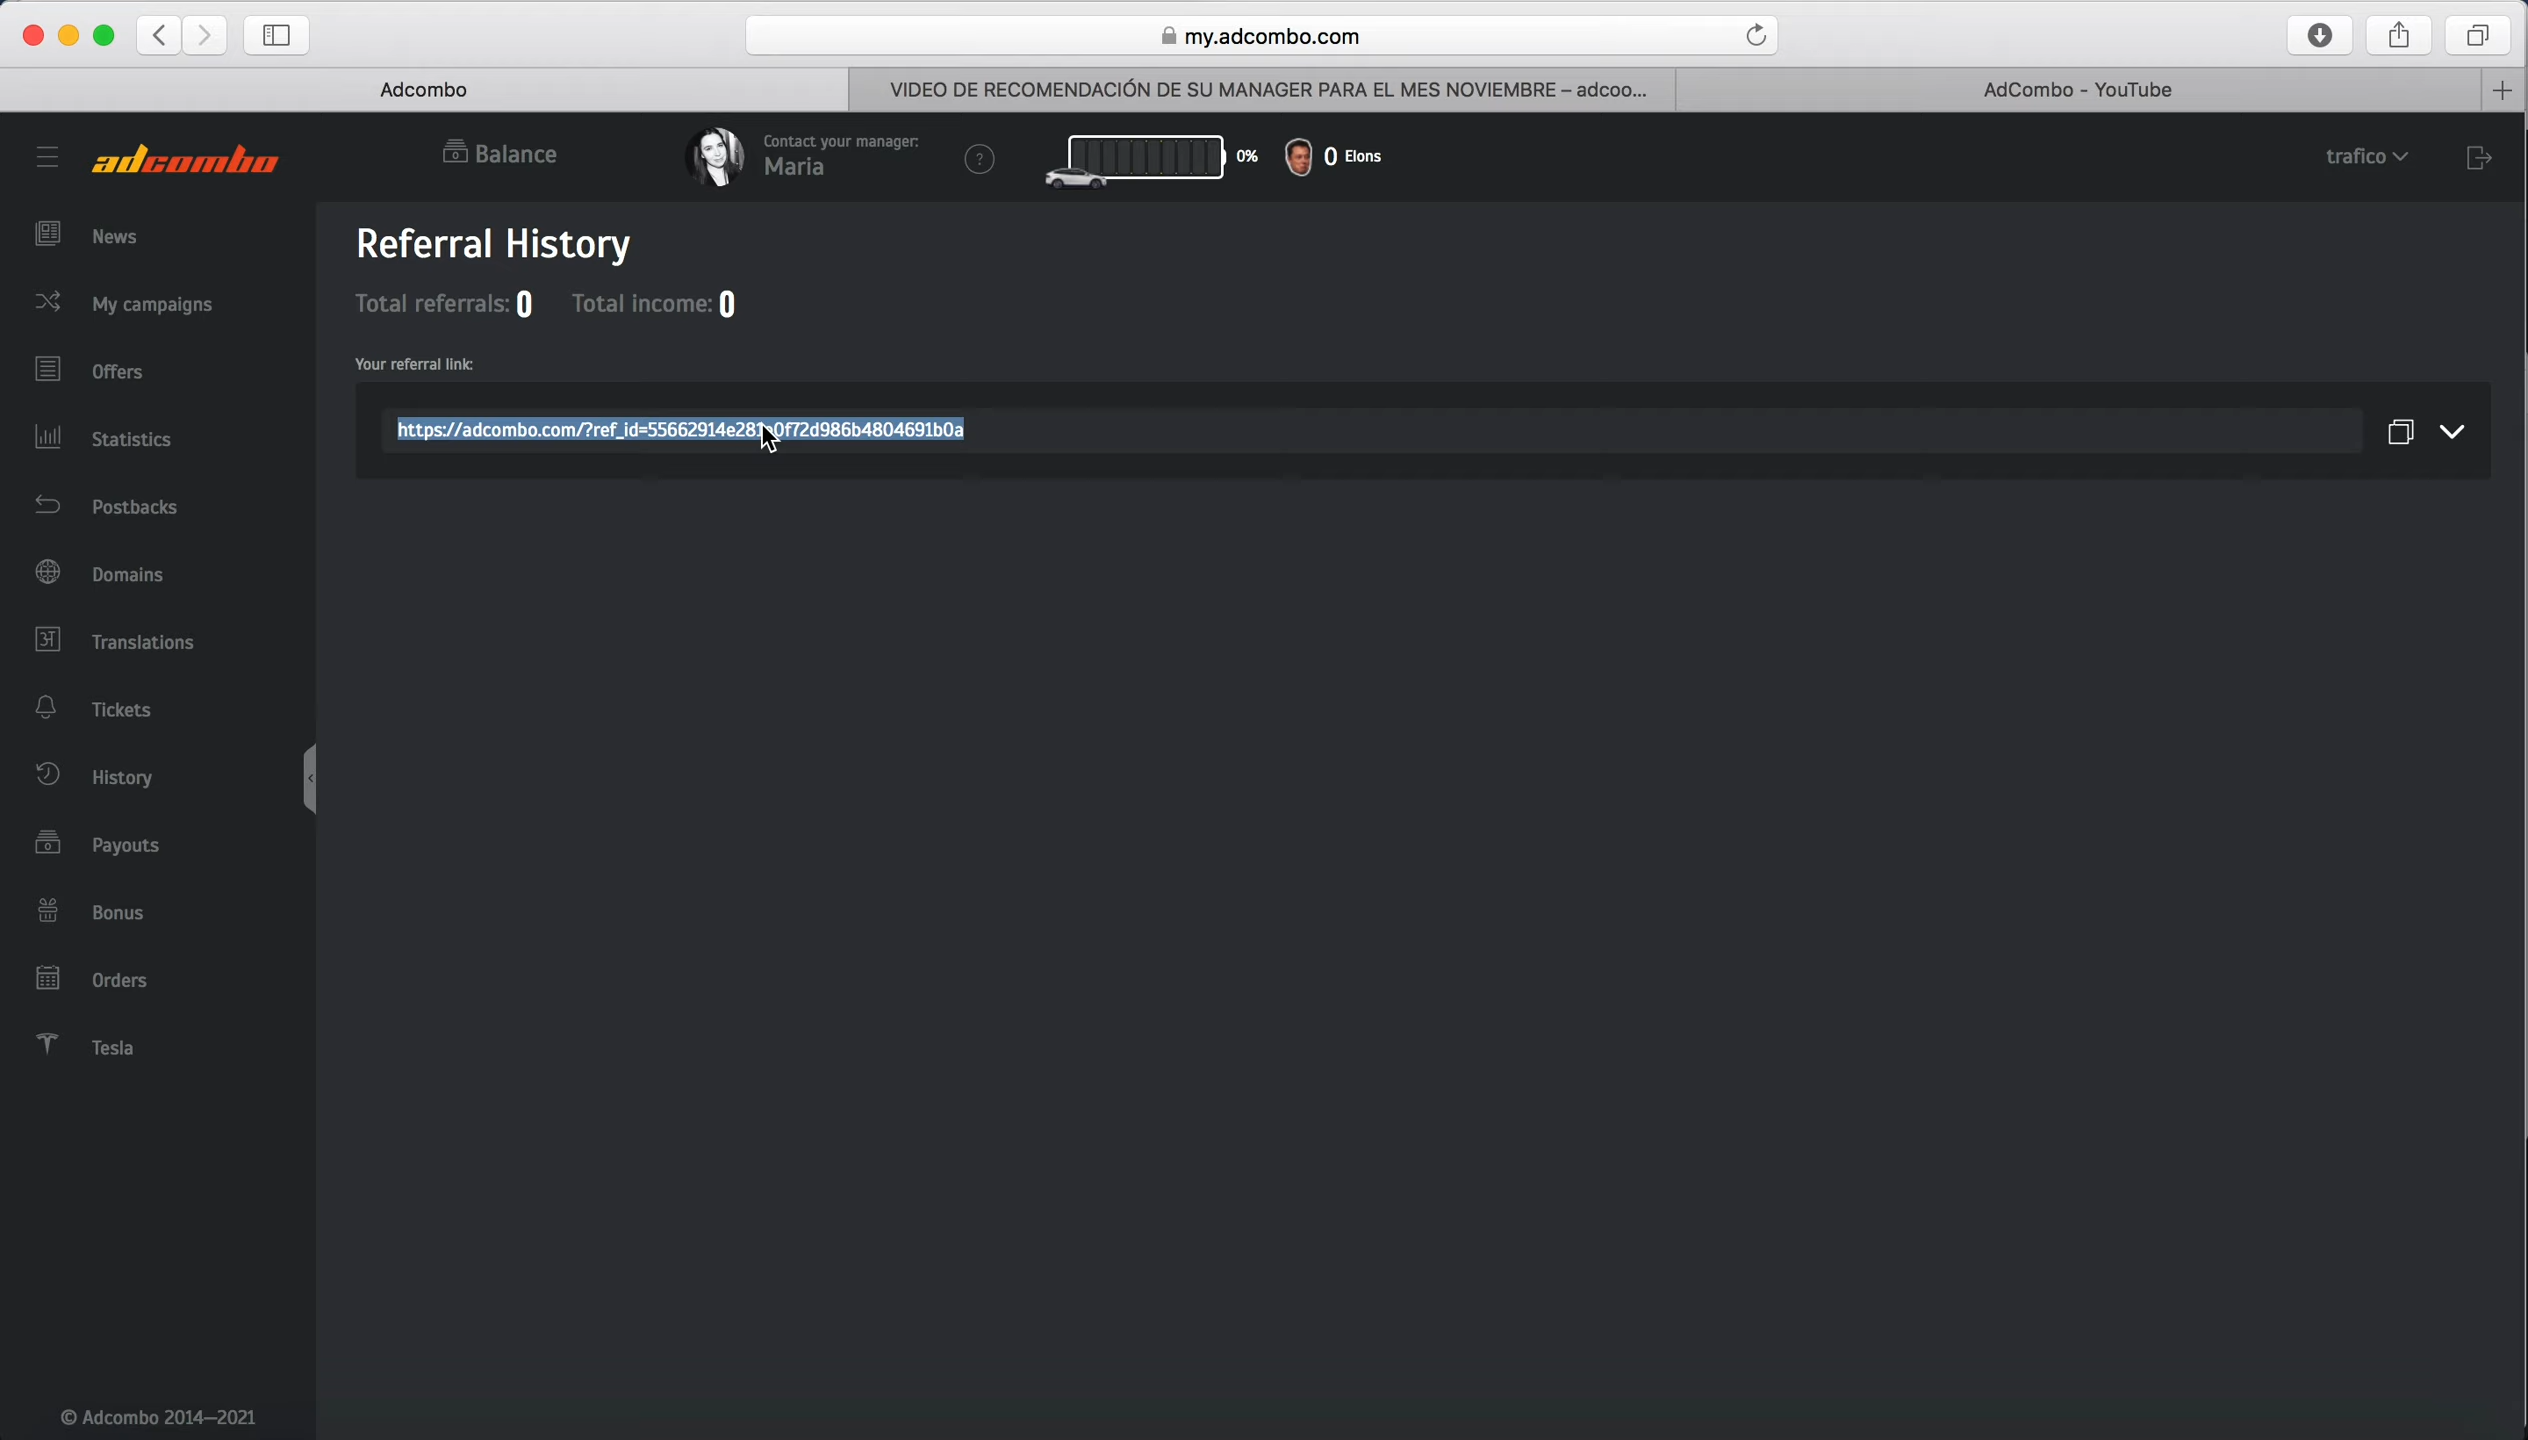 my.adcombo.com
Adcombo
VIDEO DE RECOMENDACIÓN DE SU MANAGER PARA EL MES NOVIEMBRE – adcoo...
AdCombo - YouTube
adcombo
Balance
Contact your manager:
Maria
?
0%
0 Elons
trafico
News
My campaigns
Offers
Statistics
Postbacks
Domains
Translations
Tickets
History
Payouts
Bonus
Orders
Tesla
© Adcombo 2014–2021
Referral History
Total referrals: 0 Total income: 0
Your referral link: